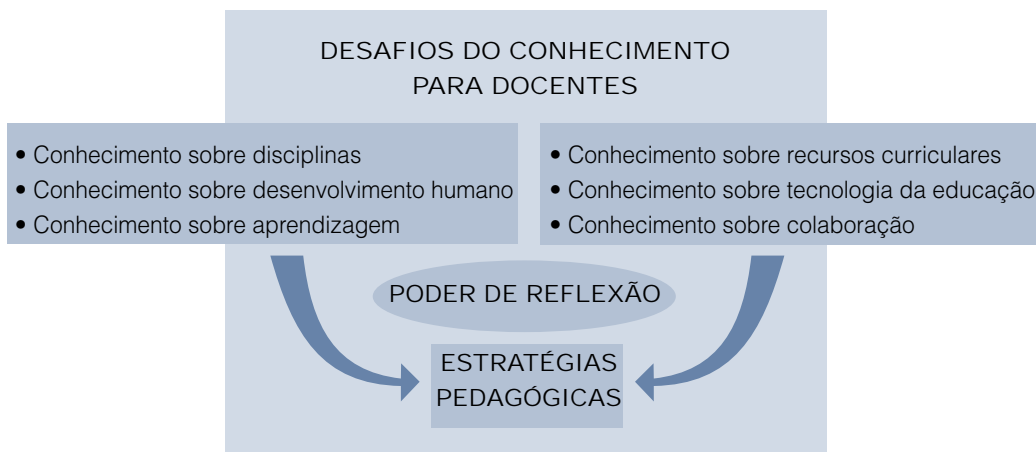 DESAFIOS DO CONHECIMENTO
PARA DOCENTES
• Conhecimento sobre disciplinas
• Conhecimento sobre desenvolvimento humano
• Conhecimento sobre aprendizagem
• Conhecimento sobre recursos curriculares
• Conhecimento sobre tecnologia da educação
• Conhecimento sobre colaboração
PODER DE REFLEXÃO
ESTRATÉGIAS
PEDAGÓGICAS